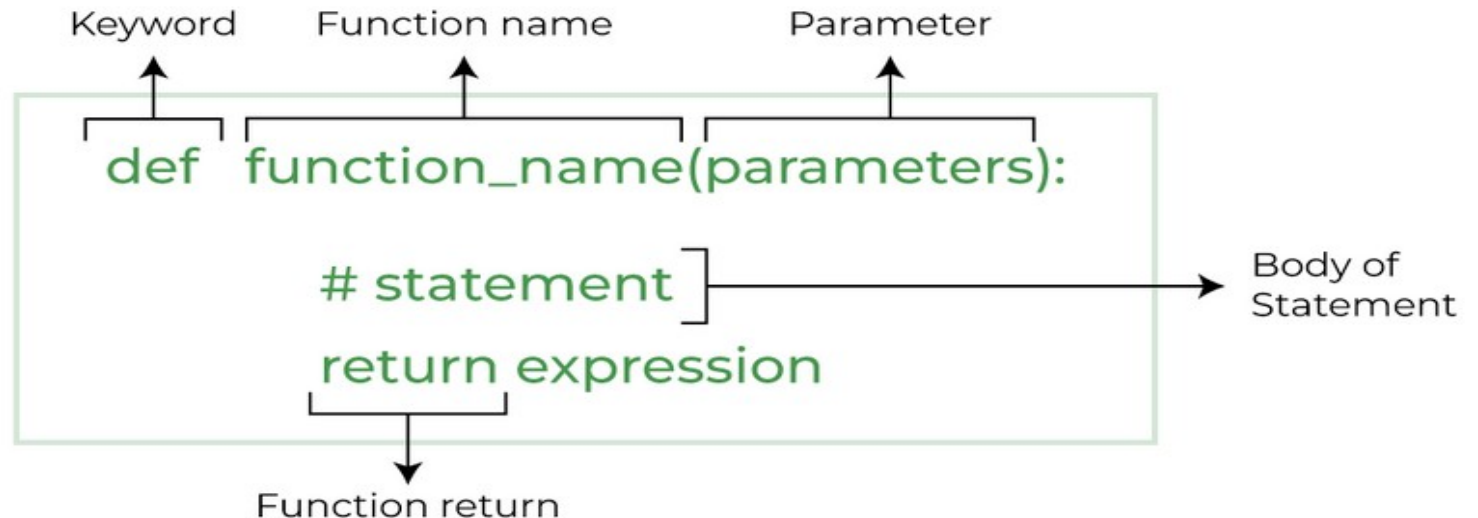 Keyword
Function name
Parameter
def function_name(parameters):
# statement
Body of
Statement
return expression
Function return